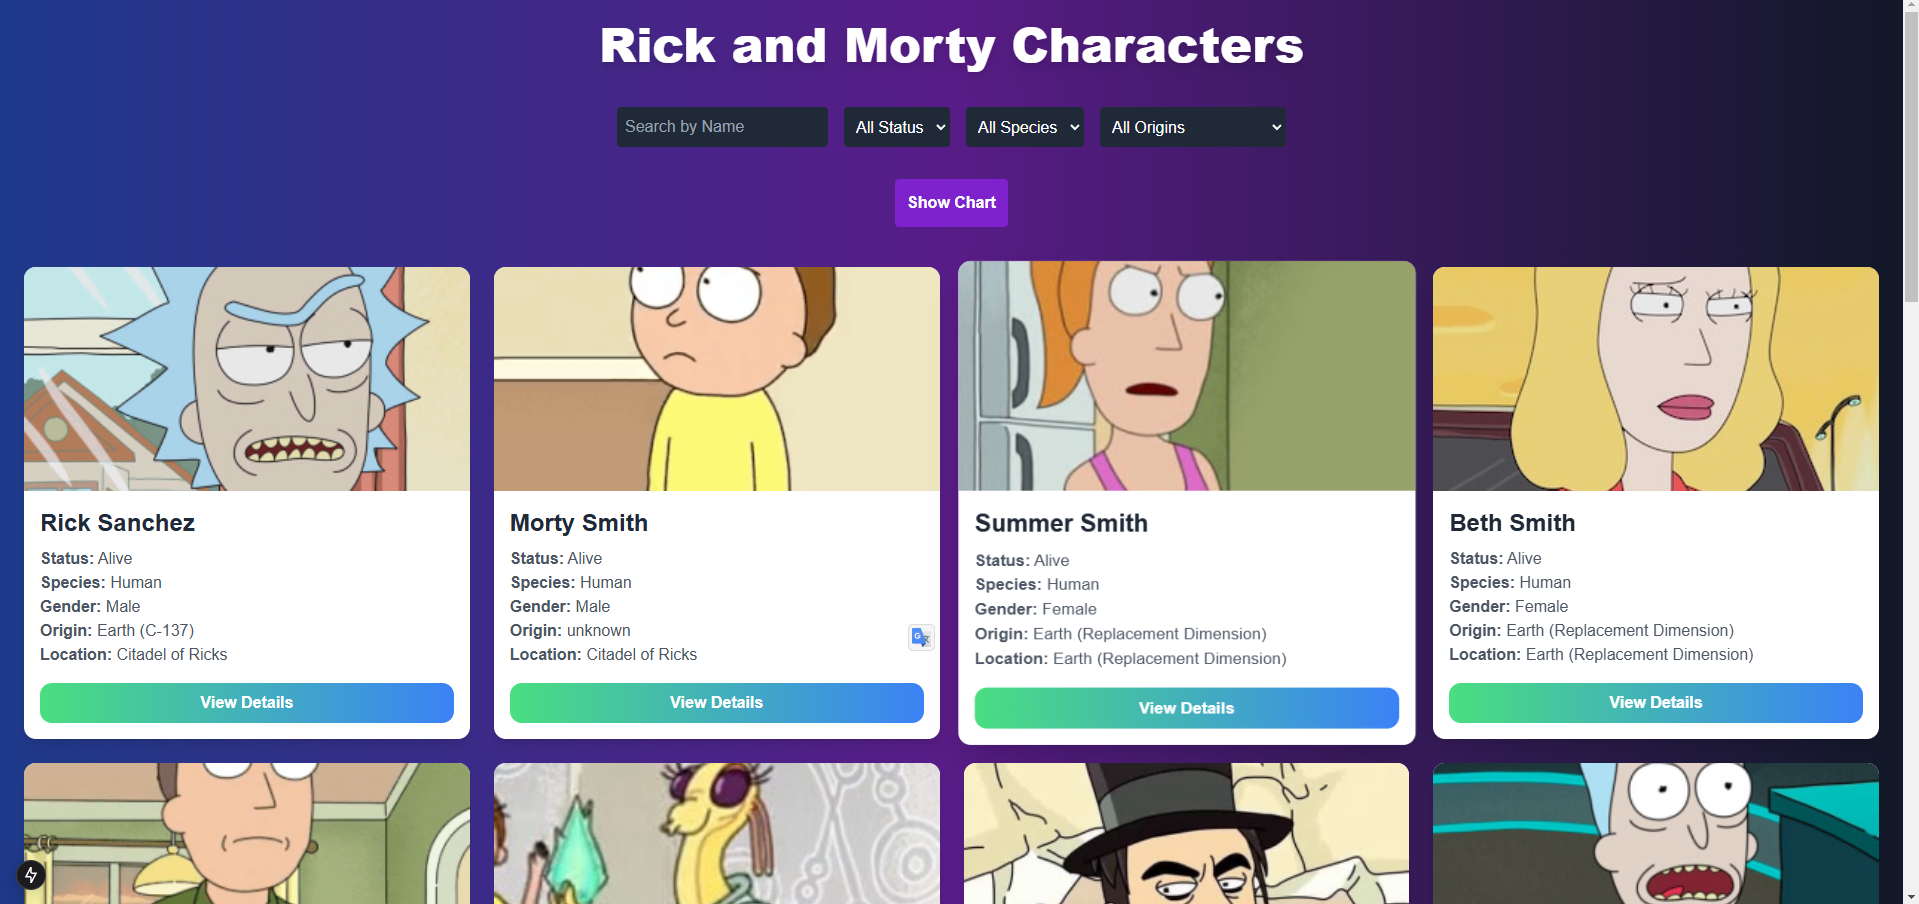 Rick and Morty Characters
Search by Name
All Status
All Species
All Origins
Show Chart
Rick Sanchez
Status: Alive
Species: Human
Gender: Male
Origin: Earth (C-137)
Location: Citadel of Ricks
View Details
Morty Smith
Status: Alive
Species: Human
Gender: Male
Origin: unknown
Location: Citadel of Ricks
View Details
Summer Smith
Status: Alive
Species: Human
Gender: Female
Origin: Earth (Replacement Dimension)
Location: Earth (Replacement Dimension)
View Details
Beth Smith
Status: Alive
Species: Human
Gender: Female
Origin: Earth (Replacement Dimension)
Location: Earth (Replacement Dimension)
View Details